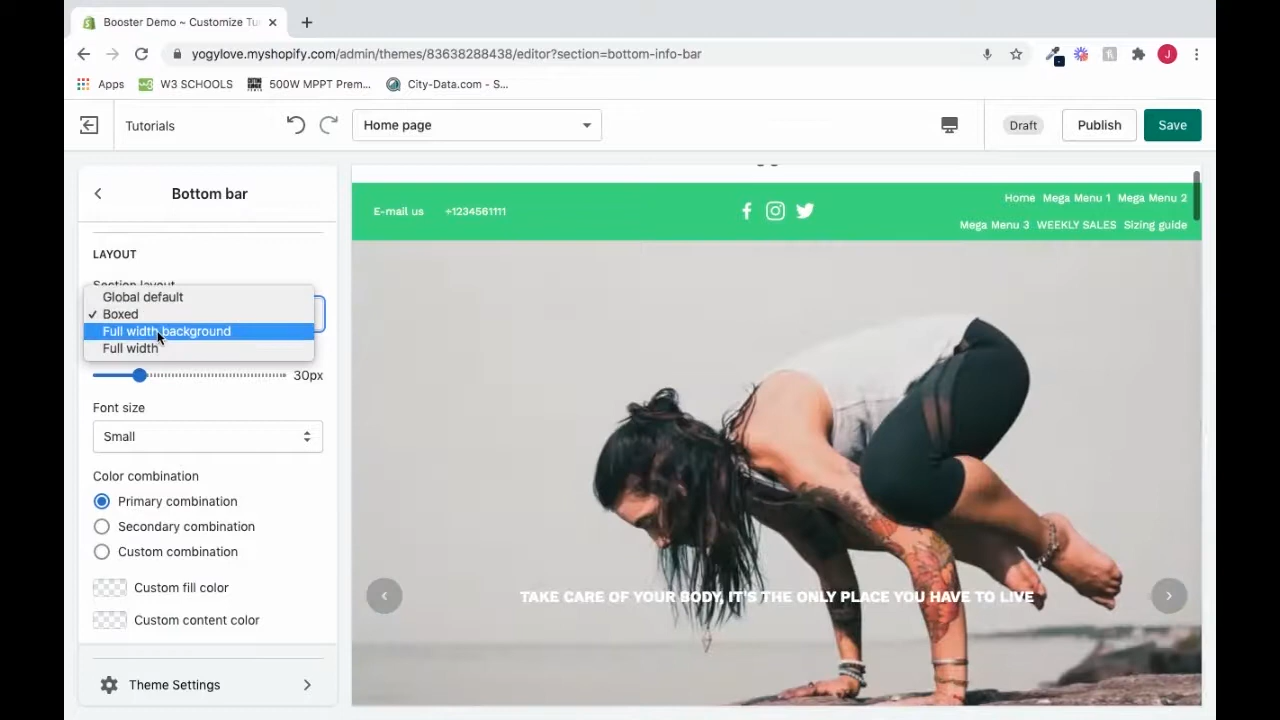 Booster Demo ~ Customize Tu
yogylove.myshopify.com/admin/themes/83638288438/editor?section=bottom-info-bar
J
Apps
W3 SCHOOLS
500W MPPT Prem...
City-Data.com - S...
Tutorials
Home page
Draft
Publish
Save
Bottom bar
LAYOUT
Section layout
Global default
✓ Boxed
Full width background
Full width
30px
Font size
Small
Color combination
Primary combination
Secondary combination
Custom combination
Custom fill color
Custom content color
Theme Settings
E-mail us +1234561111
Home Mega Menu 1 Mega Menu 2
Mega Menu 3 WEEKLY SALES Sizing guide
TAKE CARE OF YOUR BODY, IT'S THE ONLY PLACE YOU HAVE TO LIVE